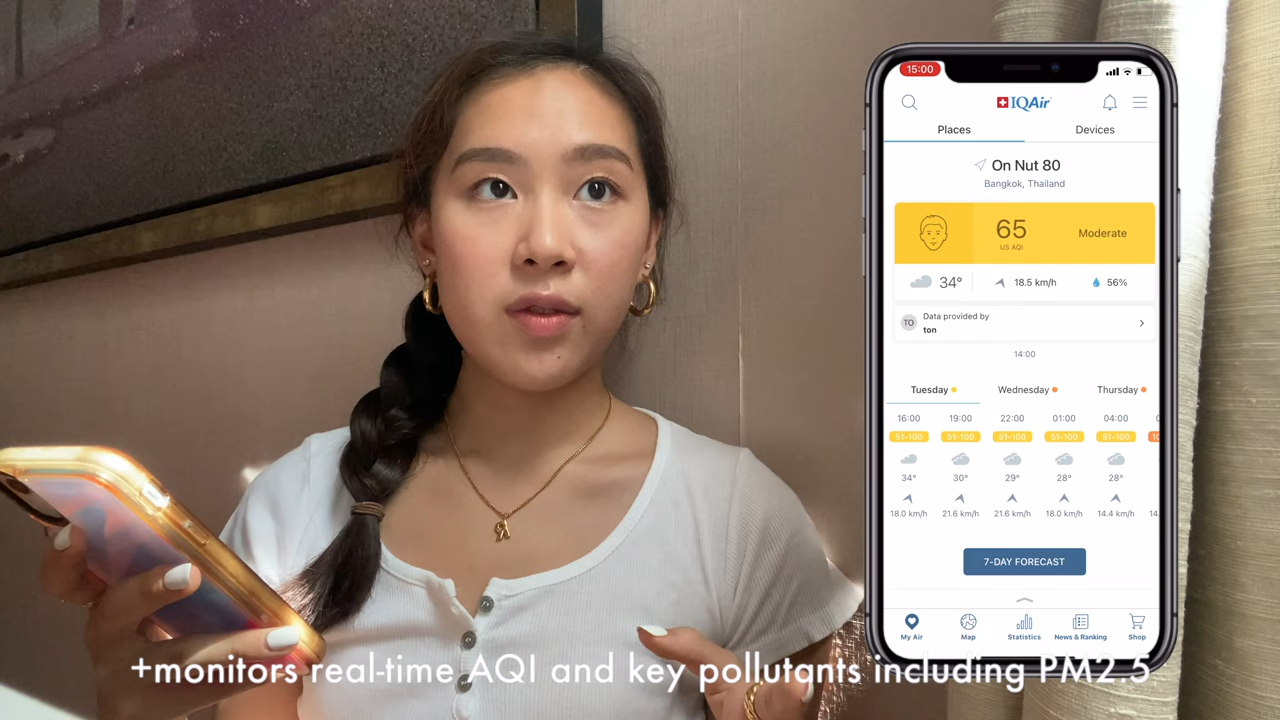 15:00
IQAir
Places Devices
On Nut 80
Bangkok, Thailand
65
US AQI
Moderate
34° 18.5 km/h 56%
TO
Data provided by
ton
14:00
Tuesday Wednesday Thursday
16:00 19:00 22:00 01:00 04:00
51-100 51-100 51-100 51-100 51-100 10
34° 30° 29° 28° 28°
18.0 km/h 21.6 km/h 21.6 km/h 18.0 km/h 14.4 km/h 14.
7-DAY FORECAST
My Air Map Statistics News & Ranking Shop
+monitors real-time AQI and key pollutants including PM2.5